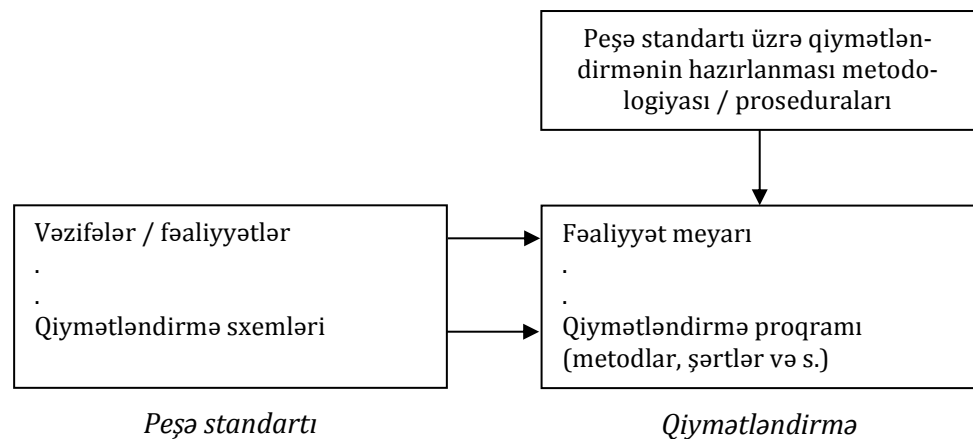 Peşə standartı üzrə qiymətlən-
dirmənin hazırlanması metodo-
logiyası / proseduraları
Vəzifələr / fəaliyyətlər
.
.
Qiymətləndirmə sxemləri
Fəaliyyət meyarı
.
.
Qiymətləndirmə proqramı
(metodlar, şərtlər və s.)
Peşə standartı
Qiymətləndirmə